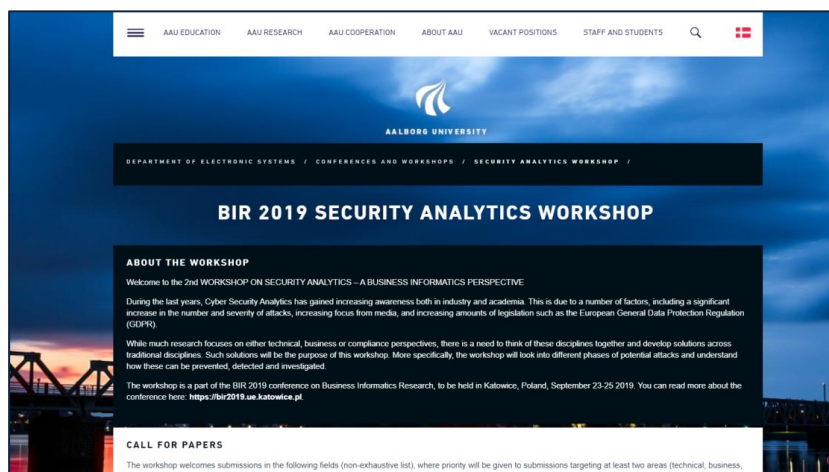 AAU EDUCATION AAU RESEARCH AAU COOPERATION ABOUT AAU VACANT POSITIONS STAFF AND STUDENTS
AALBORG UNIVERSITY
DEPARTMENT OF ELECTRONIC SYSTEMS / CONFERENCES AND WORKSHOPS / SECURITY ANALYTICS WORKSHOP /
BIR 2019 SECURITY ANALYTICS WORKSHOP
ABOUT THE WORKSHOP
Welcome to the 2nd WORKSHOP ON SECURITY ANALYTICS – A BUSINESS INFORMATICS PERSPECTIVE
During the last years, Cyber Security Analytics has gained increasing awareness both in industry and academia. This is due to a number of factors, including a significant
increase in the number and severity of attacks, increasing focus from media, and increasing amounts of legislation such as the European General Data Protection Regulation
(GDPR).
While much research focuses on either technical, business or compliance perspectives, there is a need to think of these disciplines together and develop solutions across
traditional disciplines. Such solutions will be the purpose of this workshop. More specifically, the workshop will look into different phases of potential attacks and understand
how these can be prevented, detected and investigated.
The workshop is a part of the BIR 2019 conference on Business Informatics Research, to be held in Katowice, Poland, September 23-25 2019. You can read more about the
conference here: https://bir2019.ue.katowice.pl.
CALL FOR PAPERS
The workshop welcomes submissions in the following fields (non-exhaustive list), where priority will be given to submissions targeting at least two areas (technical, business,